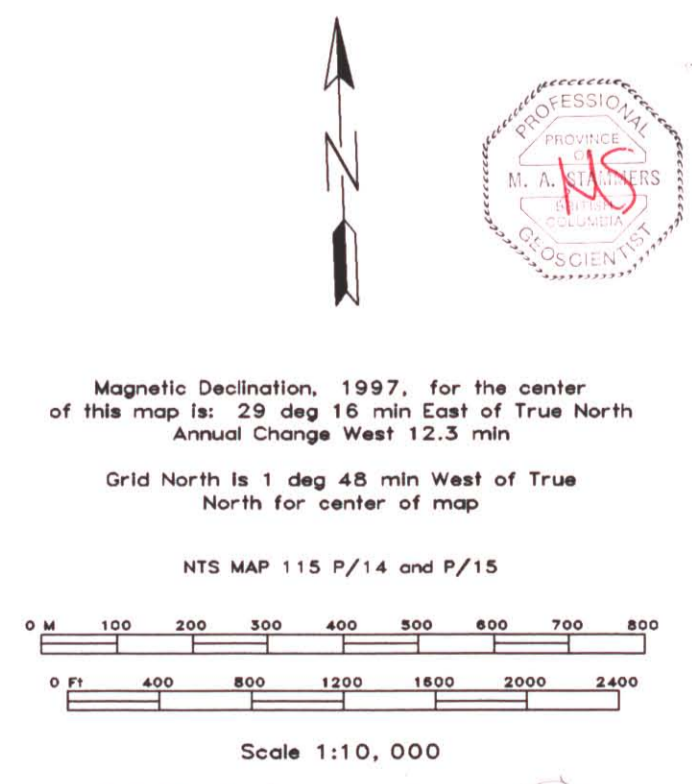 N
PROFESSIONAL
PROVINCE
OF
M. A. STAMMERS
BRITISH
COLUMBIA
GEOSCIENTIST
MS
Magnetic Declination, 1997, for the center
of this map is: 29 deg 16 min East of True North
Annual Change West 12.3 min
Grid North is 1 deg 48 min West of True
North for center of map
NTS MAP 115 P/14 and P/15
0 M 100 200 300 400 500 600 700 800
0 Ft 400 800 1200 1600 2000 2400
Scale 1:10, 000